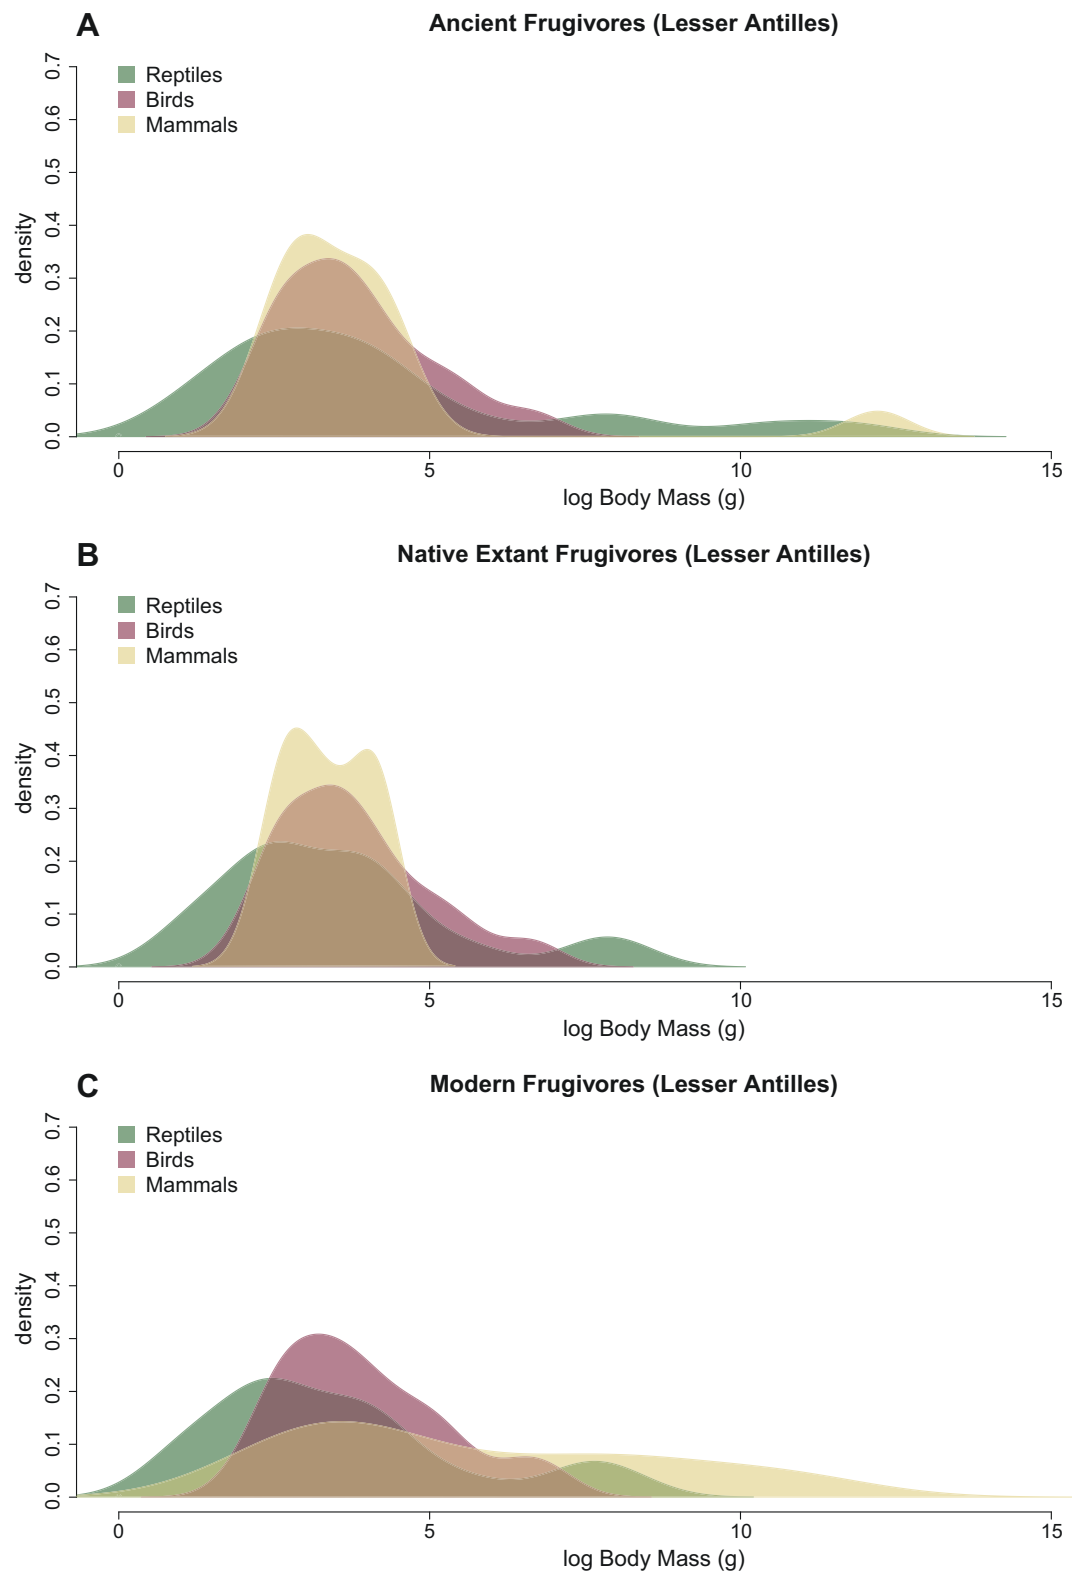 A
Ancient Frugivores (Lesser Antilles)
0.7
0.6
0.5
0.4
0.3
0.2
0.1
0.0
density
Reptiles
Birds
Mammals
0 5 10 15
log Body Mass (g)
B
Native Extant Frugivores (Lesser Antilles)
0.7
0.6
0.5
0.4
0.3
0.2
0.1
0.0
density
Reptiles
Birds
Mammals
0 5 10 15
log Body Mass (g)
C
Modern Frugivores (Lesser Antilles)
0.7
0.6
0.5
0.4
0.3
0.2
0.1
0.0
density
Reptiles
Birds
Mammals
0 5 10 15
log Body Mass (g)